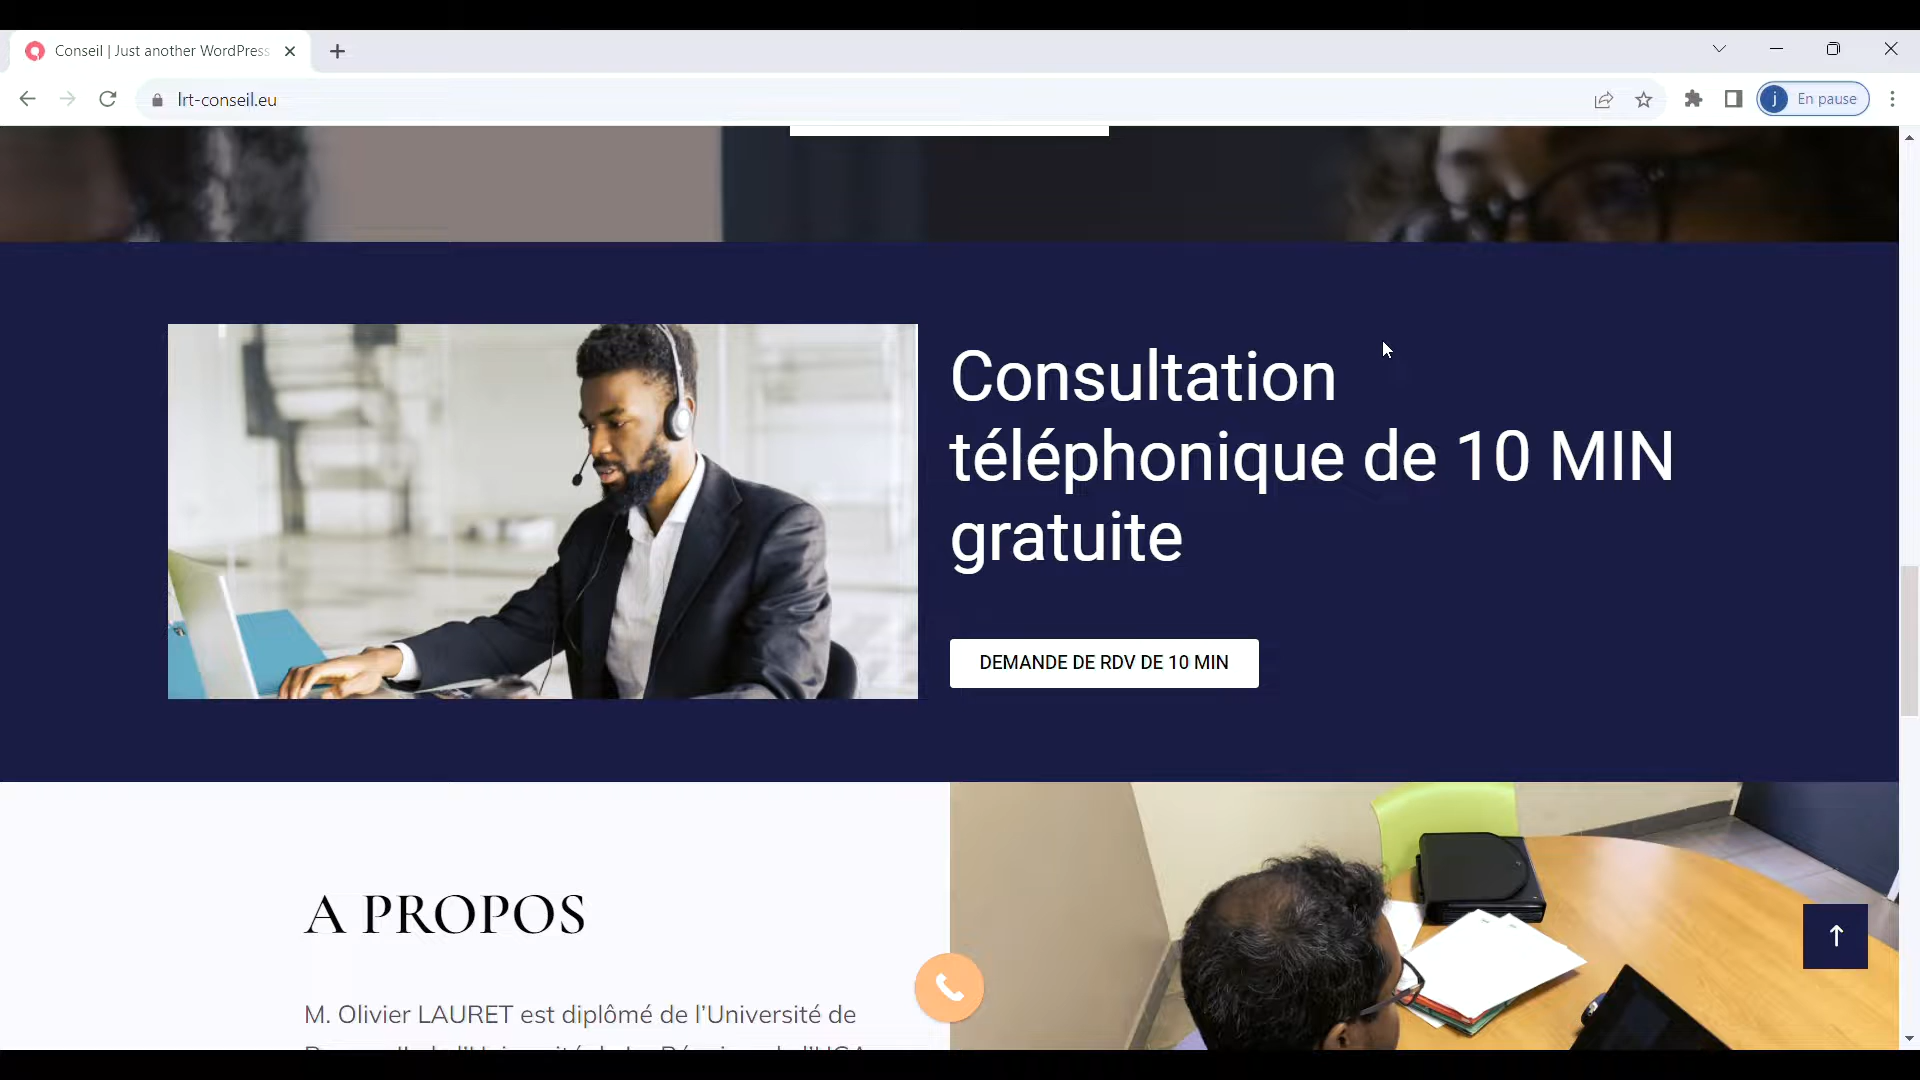 Conseil | Just another WordPress
lrt-conseil.eu
j
En pause
Consultation
téléphonique de 10 MIN
gratuite
DEMANDE DE RDV DE 10 MIN
A PROPOS
M. Olivier LAURET est diplômé de l’Université de